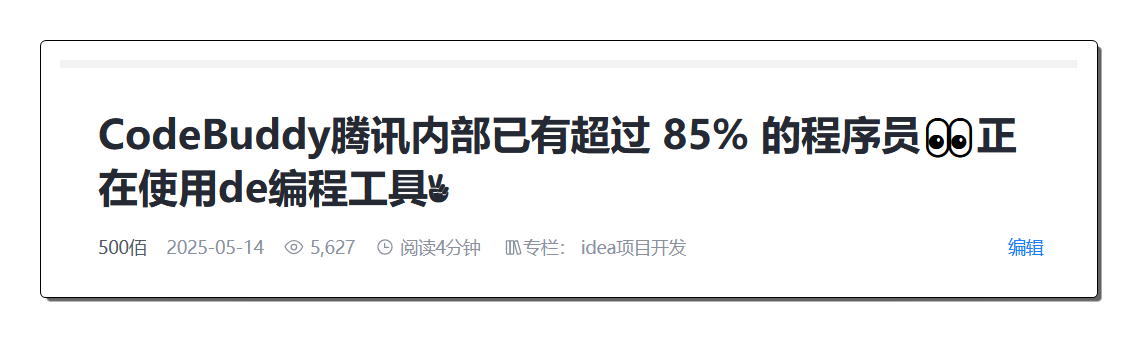 CodeBuddy腾讯内部已有超过 85% 的程序员👀正
在使用de编程工具✌
500佰 2025-05-14 5,627 阅读4分钟 专栏： idea项目开发 编辑